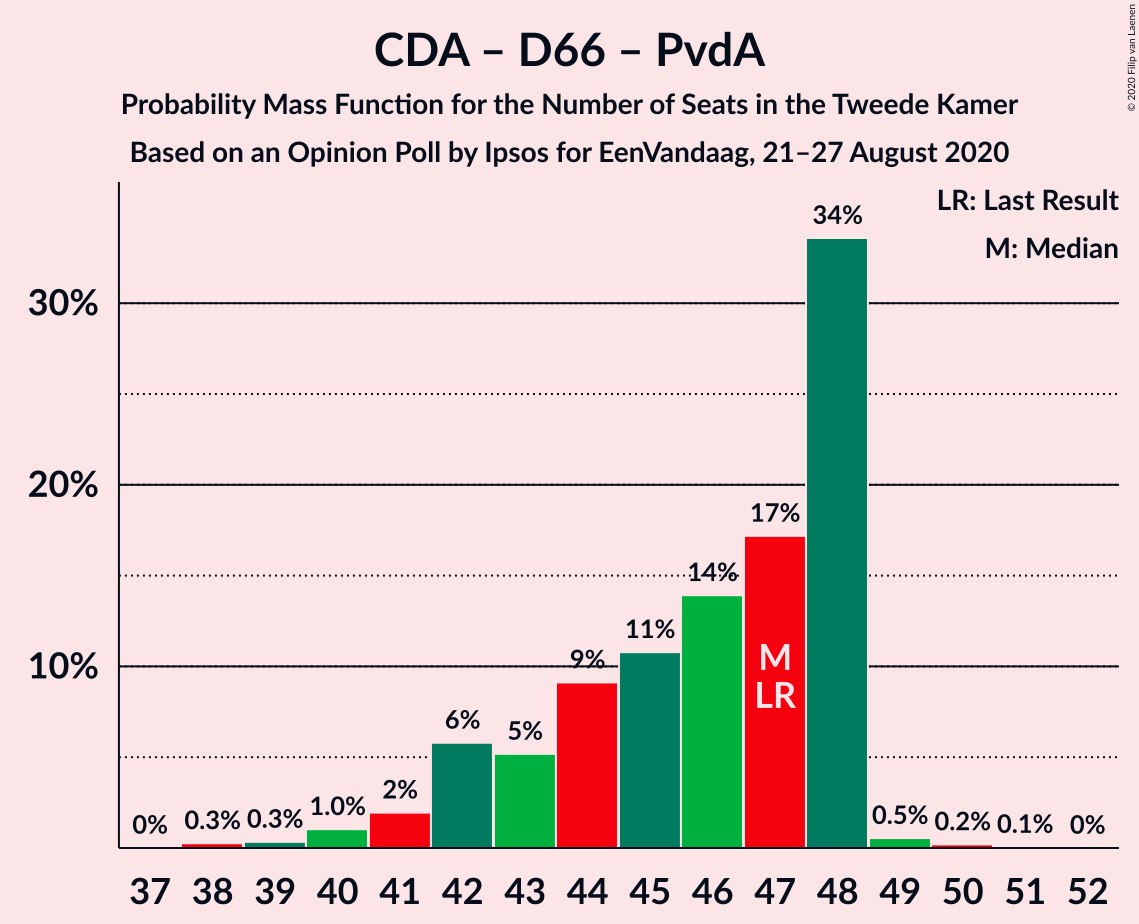 CDA – D66 – PvdA
Probability Mass Function for the Number of Seats in the Tweede Kamer
Based on an Opinion Poll by Ipsos for EenVandaag, 21–27 August 2020
© 2020 Filip van Laenen
LR: Last Result
M: Median
30%
20%
10%
0% 0.3% 0.3% 1.0% 2% 6% 5% 9% 11% 14% 17% 34% 0.5% 0.2% 0.1% 0%
M
LR
37 38 39 40 41 42 43 44 45 46 47 48 49 50 51 52